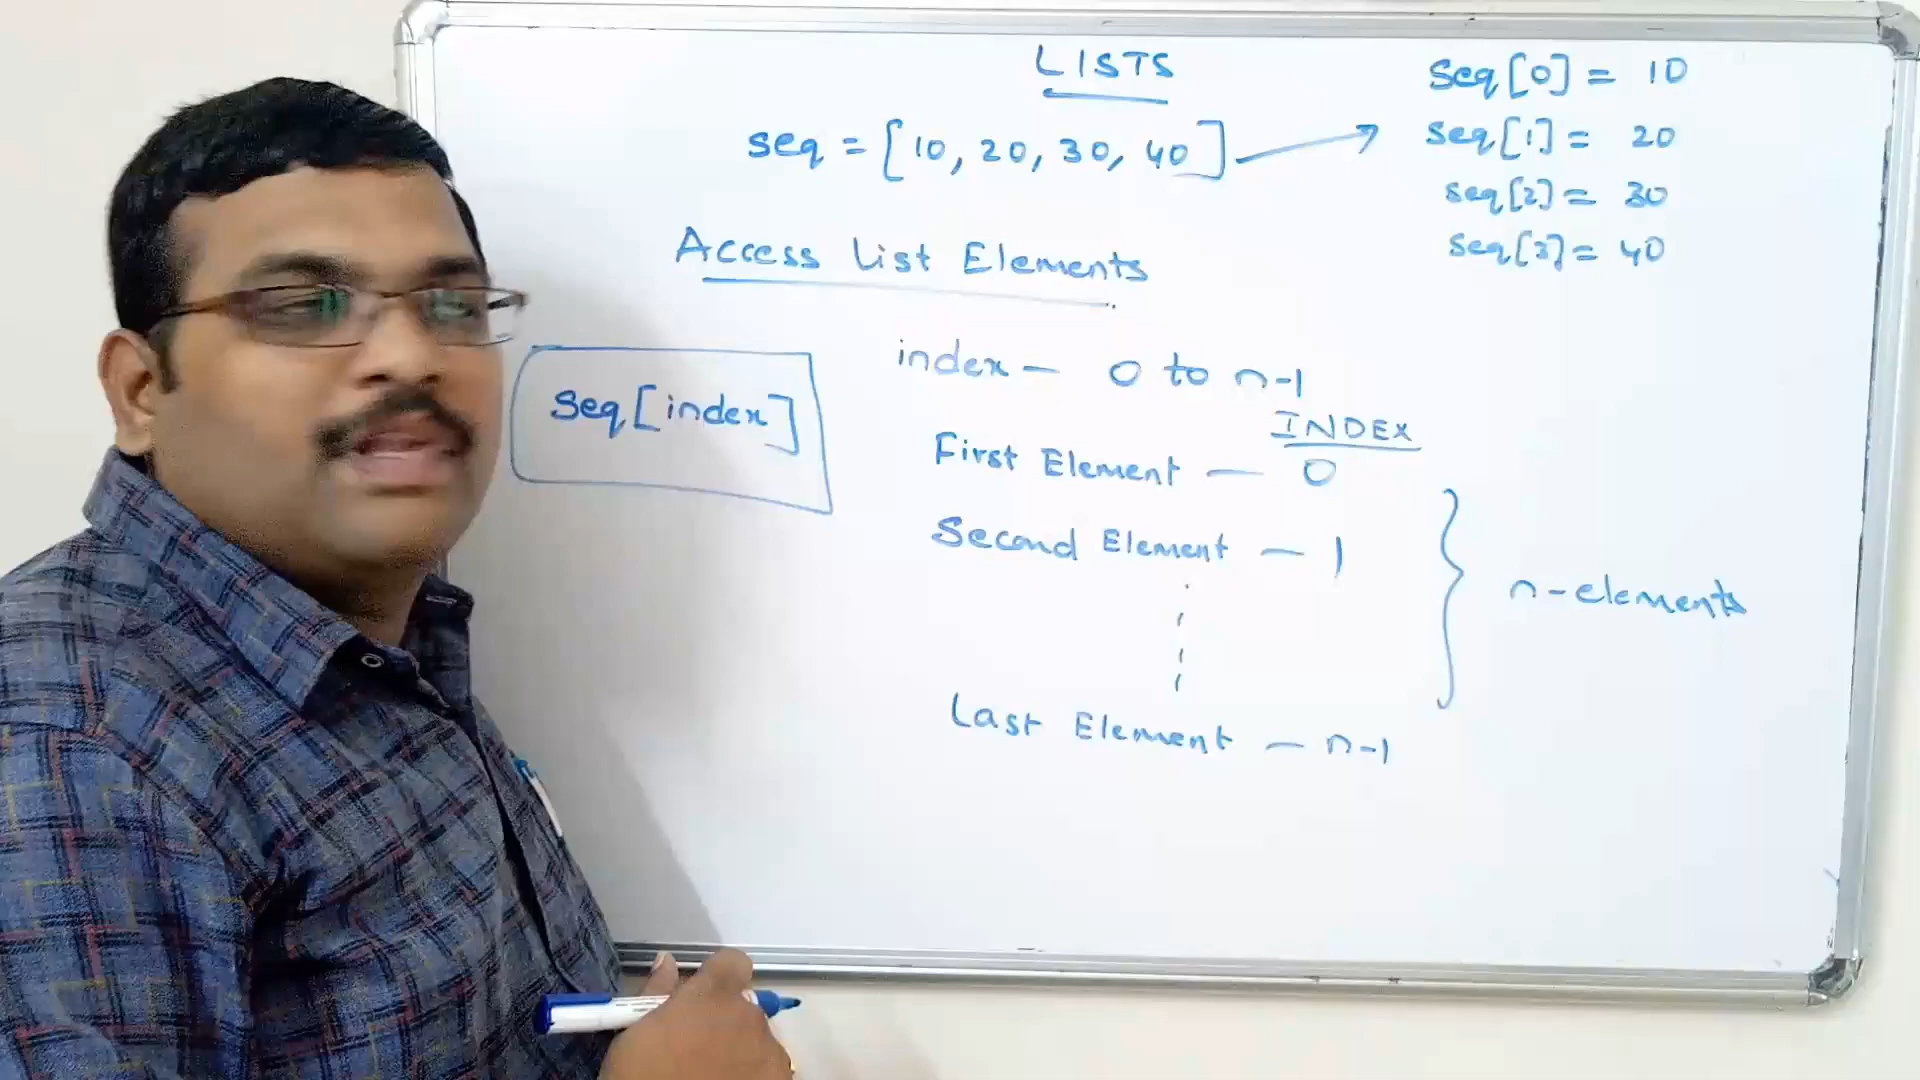 LISTS
seq = [10, 20, 30, 40]
seq[0] = 10
seq[1] = 20
seq[2] = 30
seq[3] = 40
Access List Elements
seq[index]
index - 0 to n-1
INDEX
First Element - 0
Second Element - 1
Last Element - n-1
n-elements